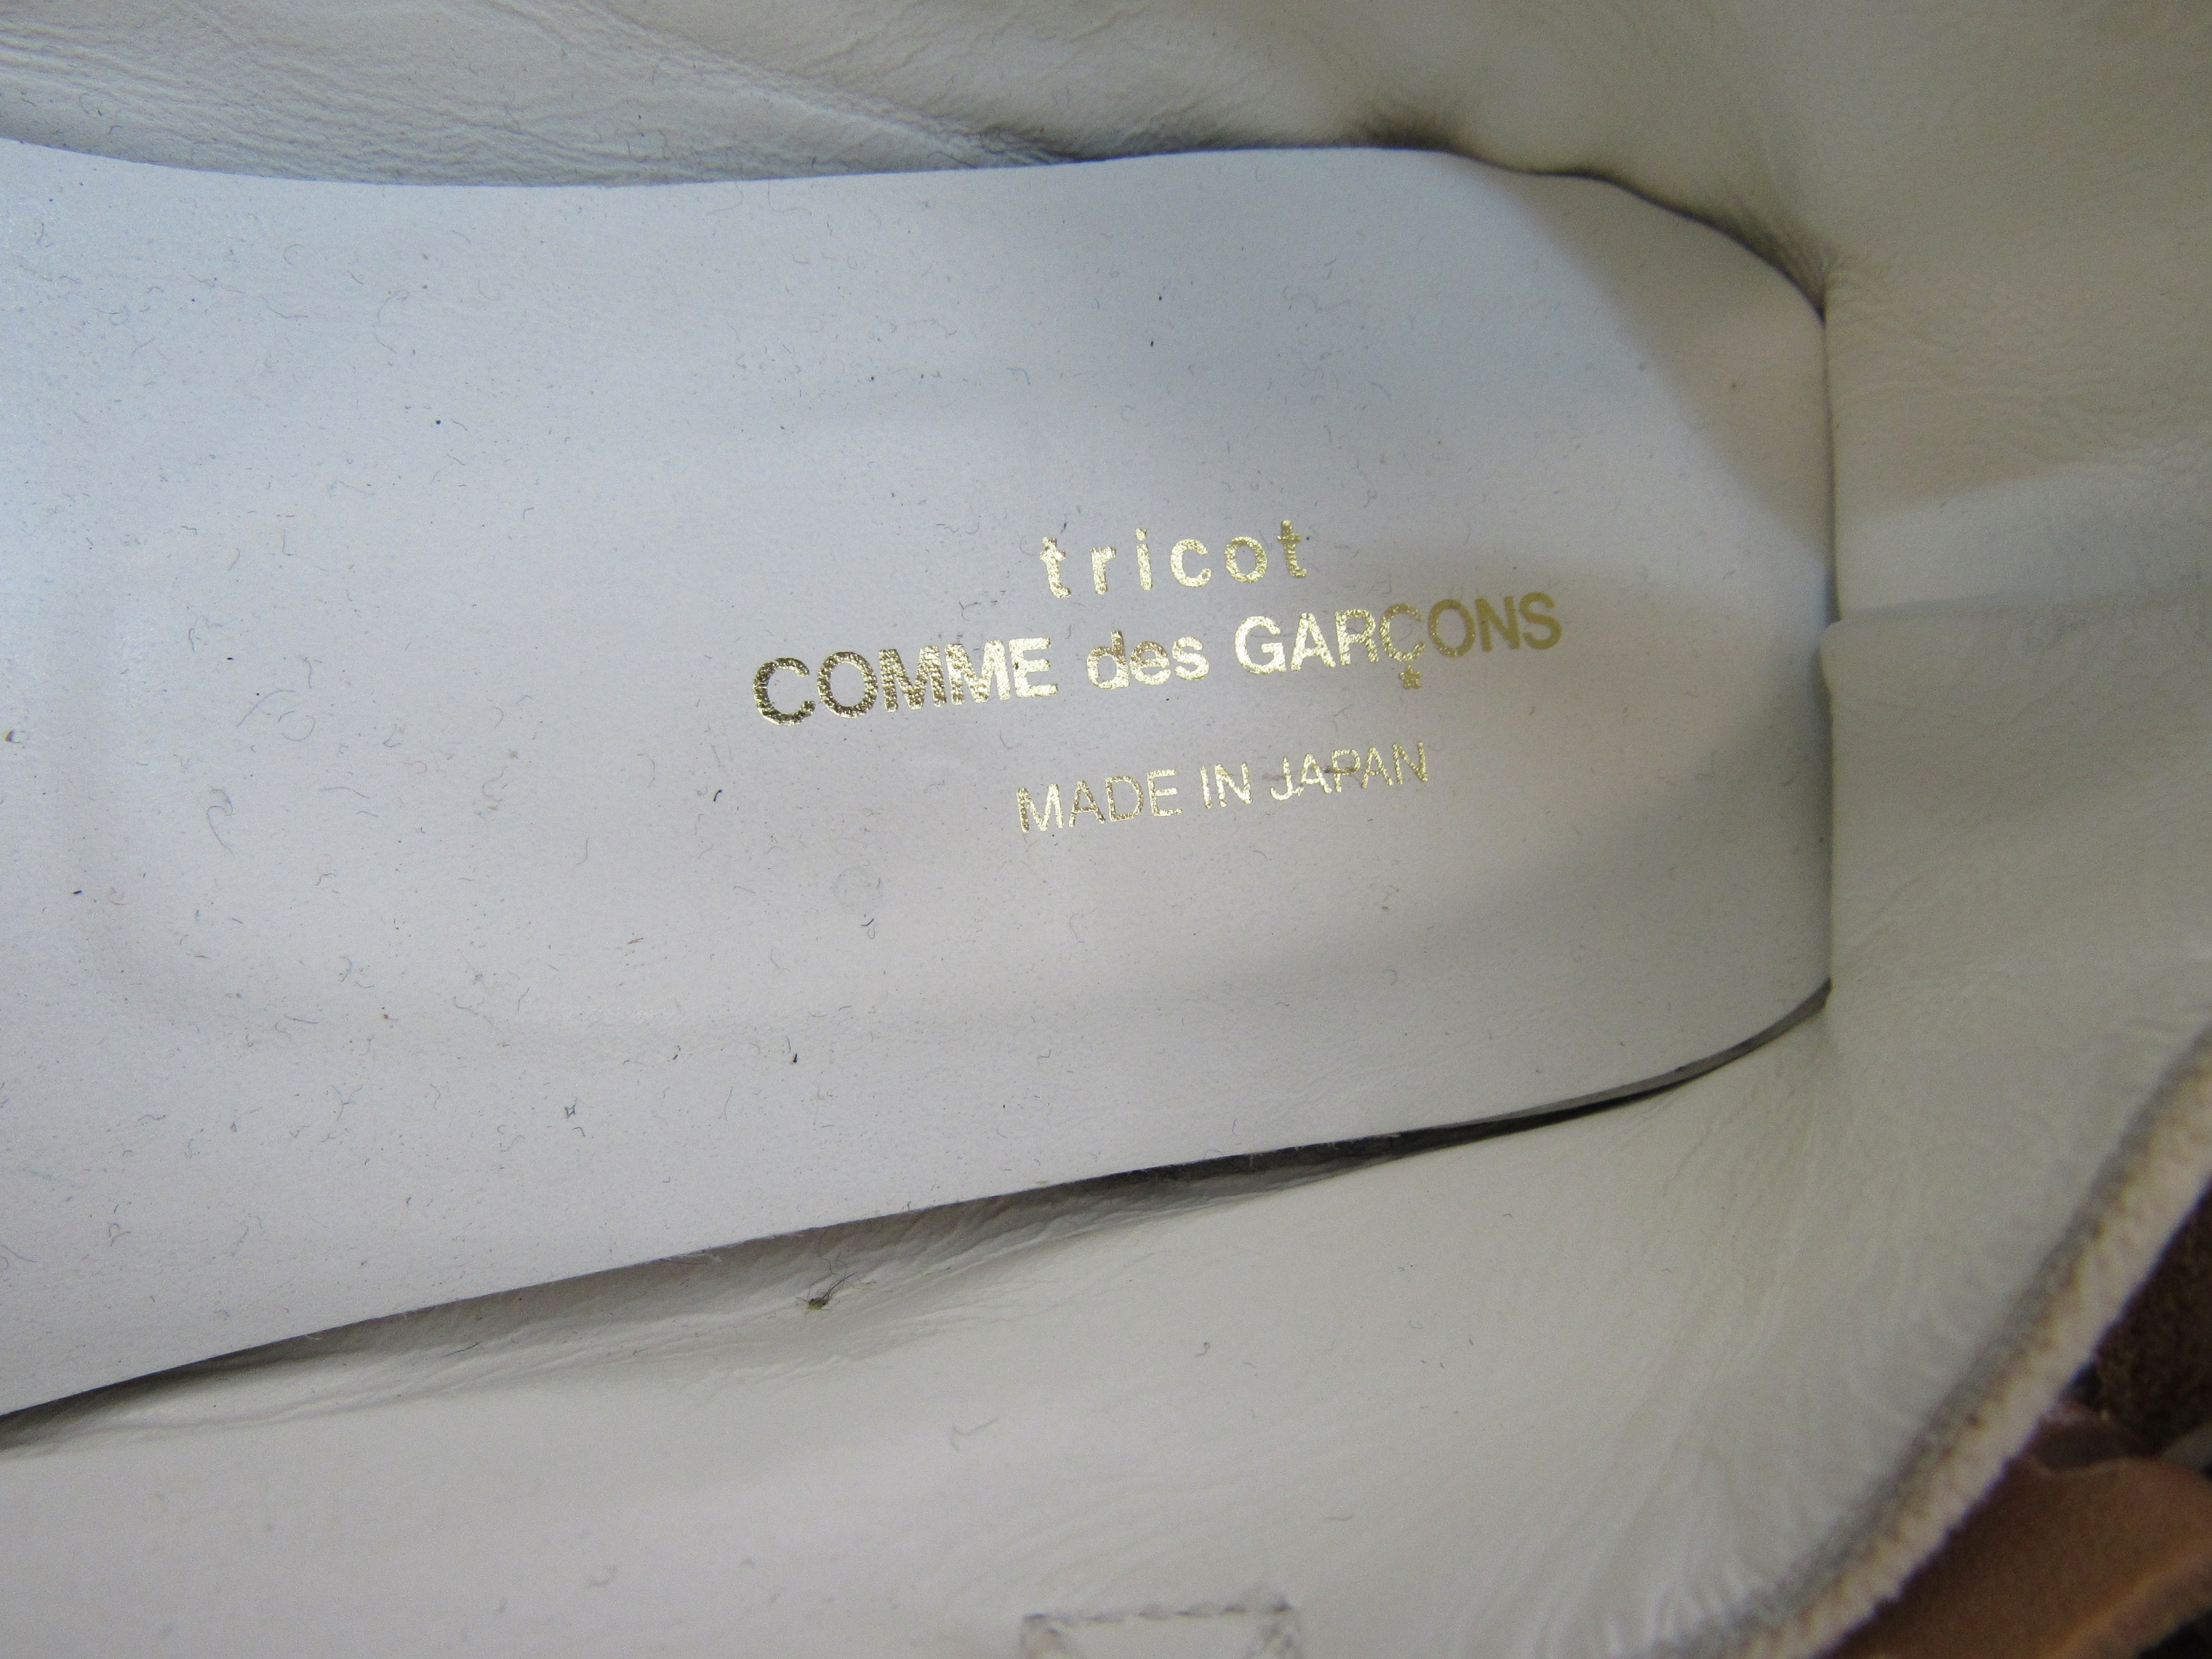 tricot
COMME des GARÇONS
MADE IN JAPAN